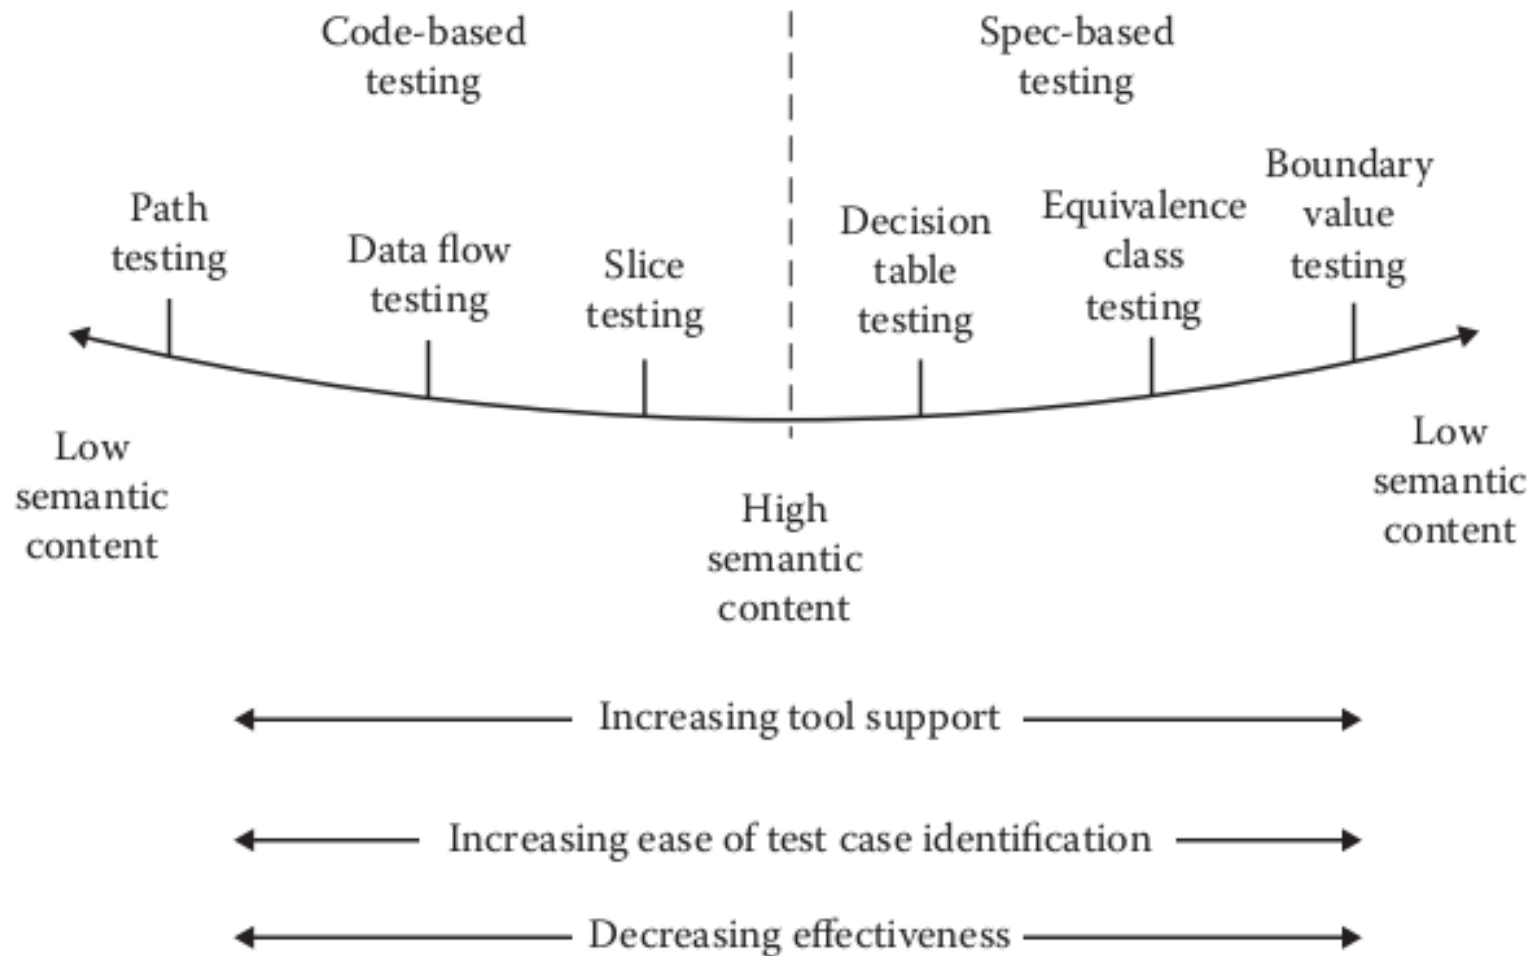 Code-based
testing
Spec-based
testing
Path
testing
Data flow
testing
Slice
testing
Decision
table
testing
Equivalence
class
testing
Boundary
value
testing
Low
semantic
content
High
semantic
content
Low
semantic
content
Increasing tool support
Increasing ease of test case identification
Decreasing effectiveness